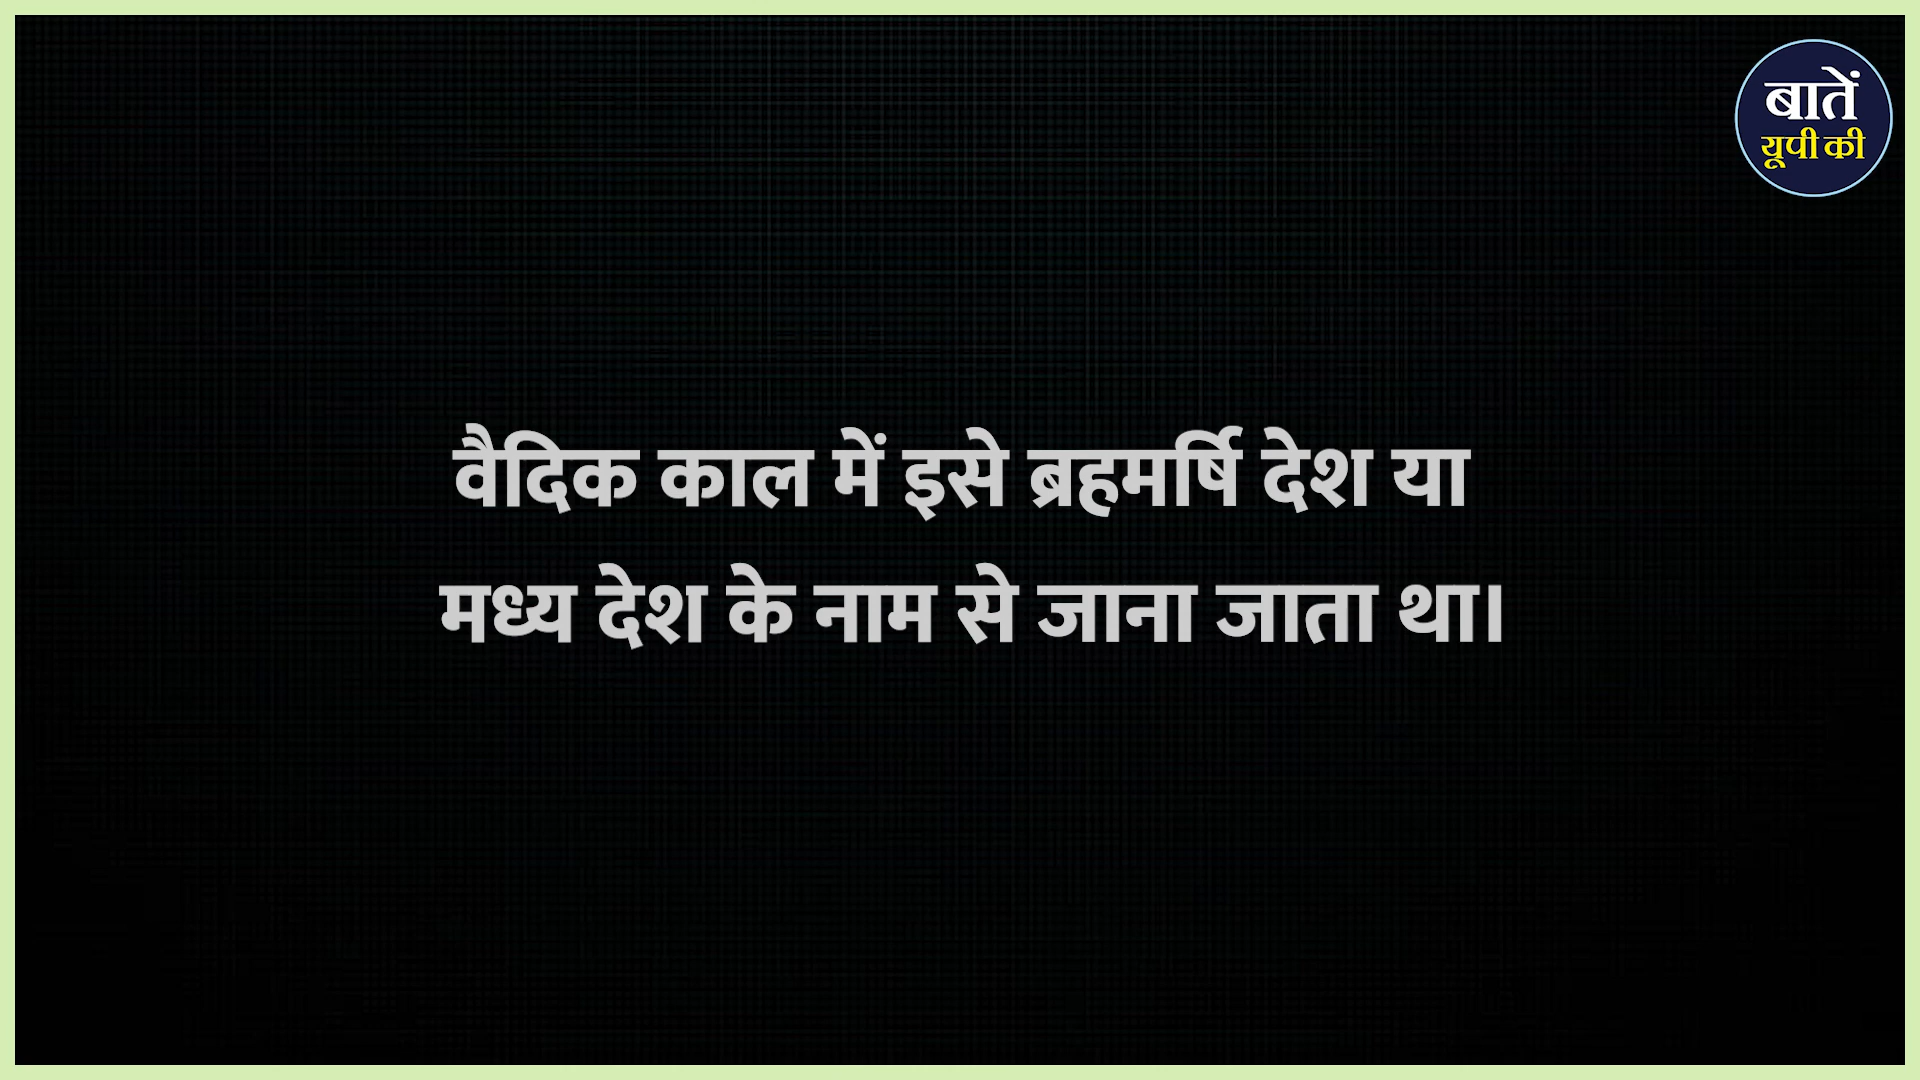 बातें
यूपी की
वैदिक काल में इसे ब्रहमर्षि देश या
मध्य देश के नाम से जाना जाता था।